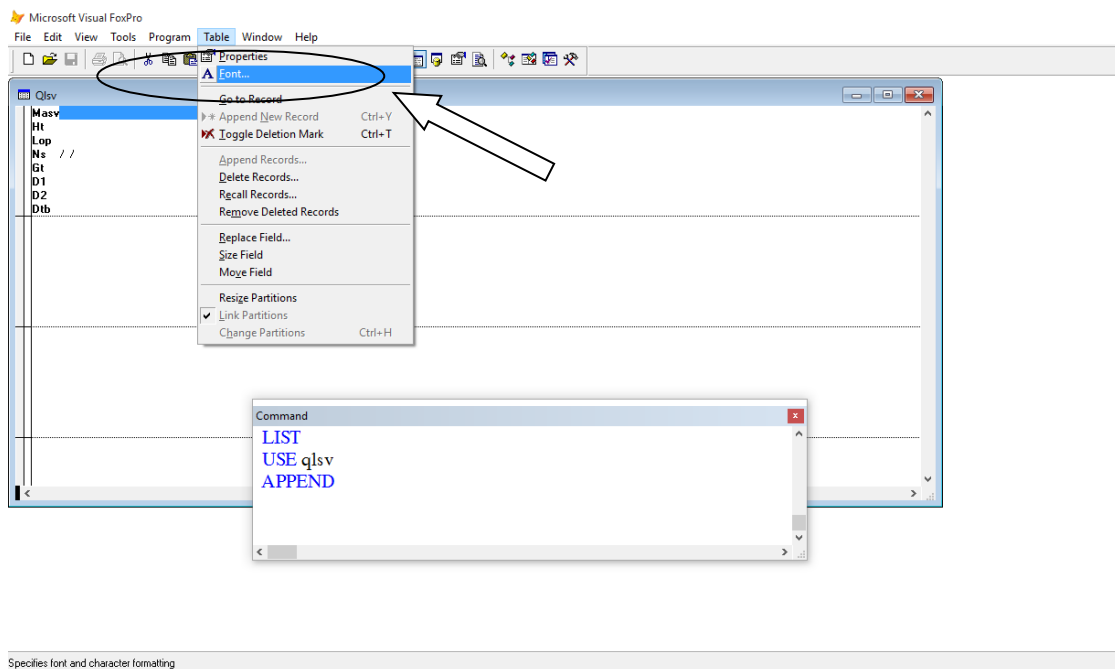 Microsoft Visual FoxPro
File Edit View Tools Program Table Window Help
Properties
Font...
Go to Record
Append New Record Ctrl+Y
Toggle Deletion Mark Ctrl+T
Append Records...
Delete Records...
Recall Records...
Remove Deleted Records
Replace Field...
Size Field
Move Field
Resize Partitions
Link Partitions
Change Partitions Ctrl+H
Qlsv
Masv
Ht
Lop
Ns / /
Gt
D1
D2
Dtb
Command
LIST
USE qlsv
APPEND
Specifies font and character formatting